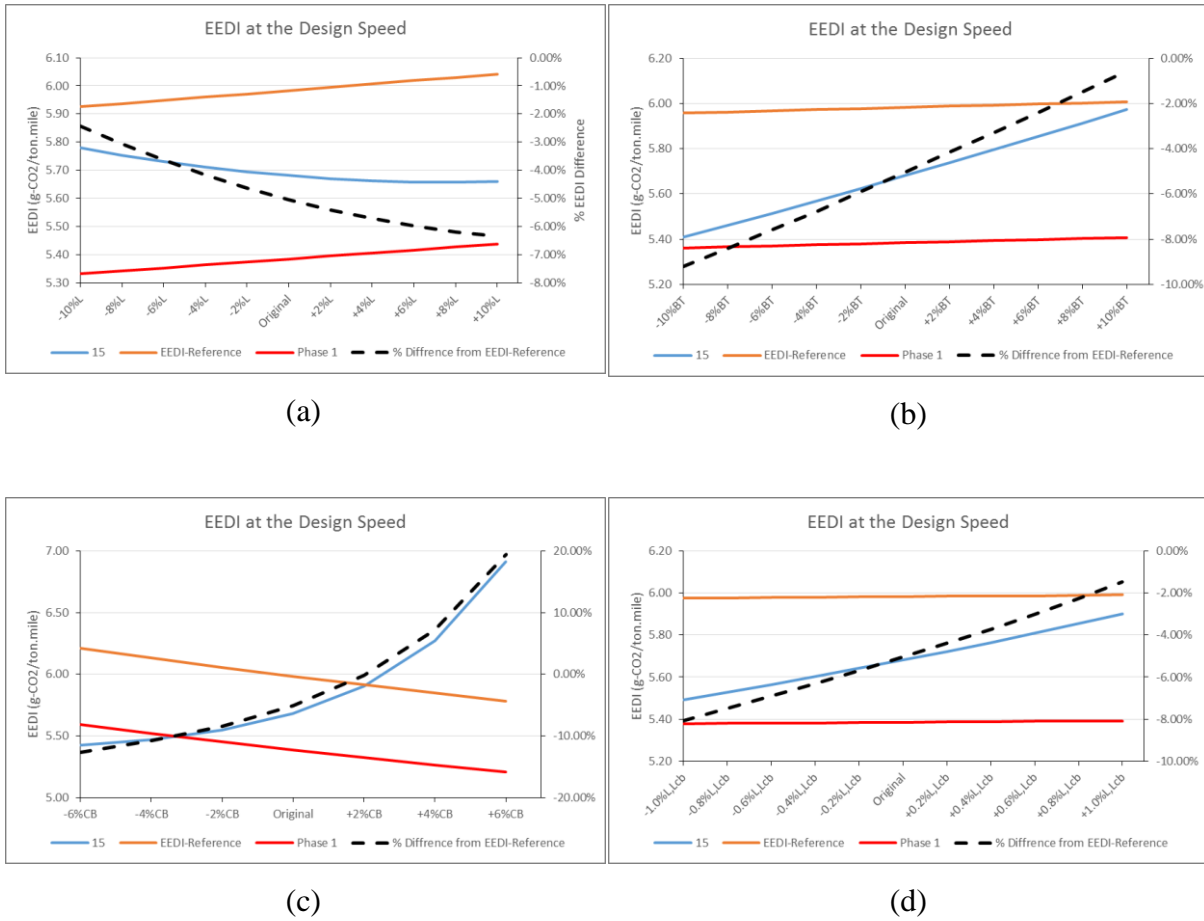 EEDI at the Design Speed
EEDI (g-CO2/ton.mile)
6.10
6.00
5.90
5.80
5.70
5.60
5.50
5.40
5.30
0.00%
-1.00%
-2.00%
-3.00%
-4.00%
-5.00%
-6.00%
-7.00%
-8.00%
% EEDI Difference
-10%L
-8%L
-6%L
-4%L
-2%L
Original
+2%L
+4%L
+6%L
+8%L
+10%L
15 EEDI-Reference Phase 1 % Diffrence from EEDI-Reference
(a)
EEDI at the Design Speed
EEDI (g-CO2/ton.mile)
6.20
6.00
5.80
5.60
5.40
5.20
0.00%
-2.00%
-4.00%
-6.00%
-8.00%
-10.00%
-10%BT
-8%BT
-6%BT
-4%BT
-2%BT
Original
+2%BT
+4%BT
+6%BT
+8%BT
+10%BT
15 EEDI-Reference Phase 1 % Diffrence from EEDI-Reference
(b)
EEDI at the Design Speed
EEDI (g-CO2/ton.mile)
7.00
6.50
6.00
5.50
5.00
20.00%
10.00%
0.00%
-10.00%
-20.00%
-6%CB
-4%CB
-2%CB
Original
+2%CB
+4%CB
+6%CB
15 EEDI-Reference Phase 1 % Diffrence from EEDI-Reference
(c)
EEDI at the Design Speed
EEDI (g-CO2/ton.mile)
6.20
6.00
5.80
5.60
5.40
5.20
0.00%
-2.00%
-4.00%
-6.00%
-8.00%
-10.00%
-1.0%L,Lcb
-0.8%L,Lcb
-0.6%L,Lcb
-0.4%L,Lcb
-0.2%L,Lcb
Original
+0.2%L,Lcb
+0.4%L,Lcb
+0.6%L,Lcb
+0.8%L,Lcb
+1.0%L,Lcb
15 EEDI-Reference Phase 1 % Diffrence from EEDI-Reference
(d)